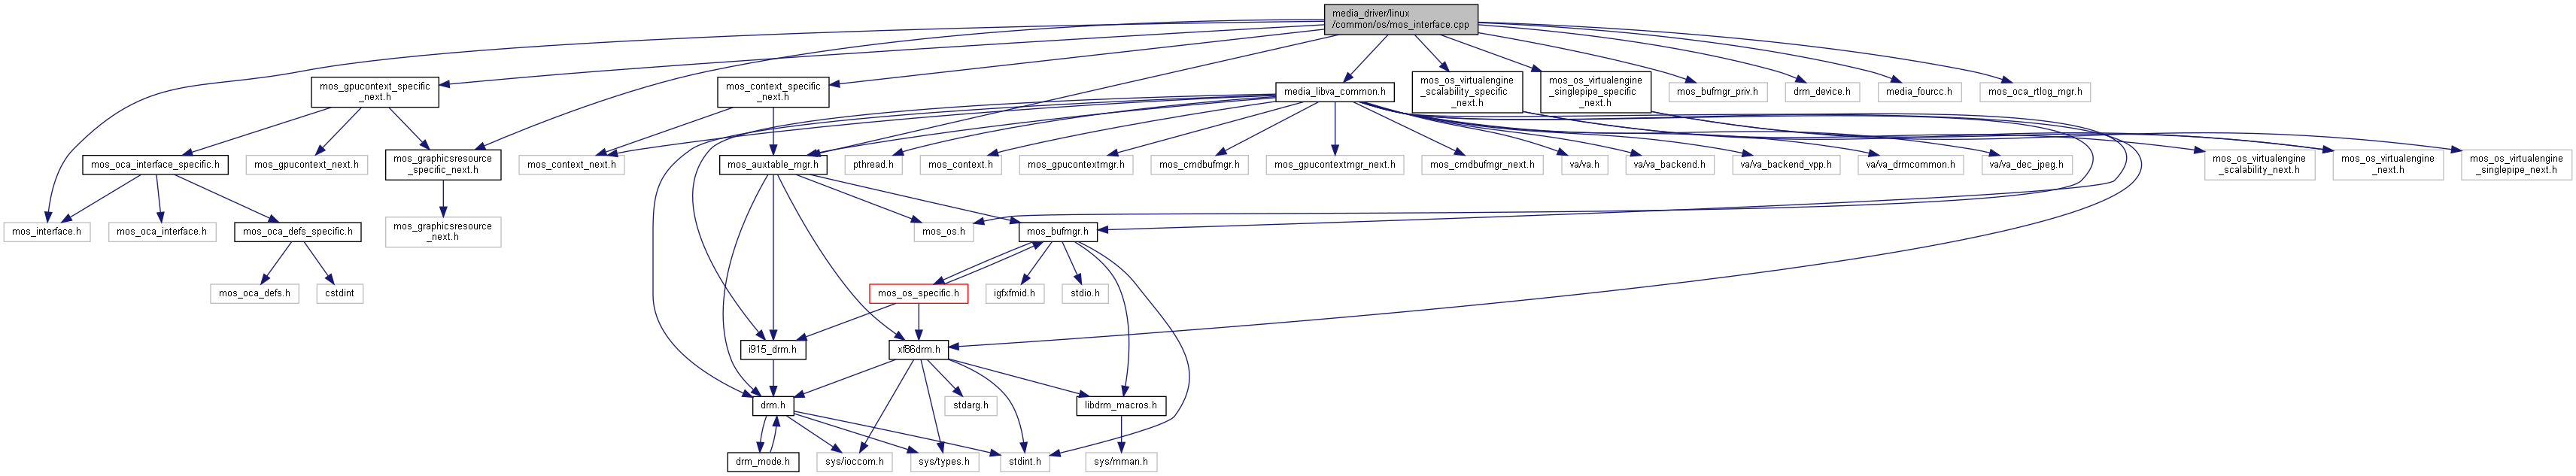 media_driver/linux
/common/os/mos_interface.cpp
mos_gpucontext_specific
_next.h
mos_context_specific
_next.h
media_libva_common.h
mos_os_virtualengine
_scalability_specific
_next.h
mos_os_virtualengine
_singlepipe_specific
_next.h
mos_bufmgr_priv.h
drm_device.h
media_fourcc.h
mos_oca_rtlog_mgr.h
mos_oca_interface_specific.h
mos_gpucontext_next.h
mos_graphicsresource
_specific_next.h
mos_context_next.h
mos_auxtable_mgr.h
pthread.h
mos_context.h
mos_gpucontextmgr.h
mos_cmdbufmgr.h
mos_gpucontextmgr_next.h
mos_cmdbufmgr_next.h
va/va.h
va/va_backend.h
va/va_backend_vpp.h
va/va_drmcommon.h
va/va_dec_jpeg.h
mos_os_virtualengine
_scalability_next.h
mos_os_virtualengine
_next.h
mos_os_virtualengine
_singlepipe_next.h
mos_interface.h
mos_oca_interface.h
mos_oca_defs_specific.h
mos_graphicsresource
_next.h
mos_os.h
mos_bufmgr.h
mos_oca_defs.h
cstdint
mos_os_specific.h
igfxfmid.h
stdio.h
i915_drm.h
xf86drm.h
drm.h
stdarg.h
libdrm_macros.h
drm_mode.h
sys/ioccom.h
sys/types.h
stdint.h
sys/mman.h